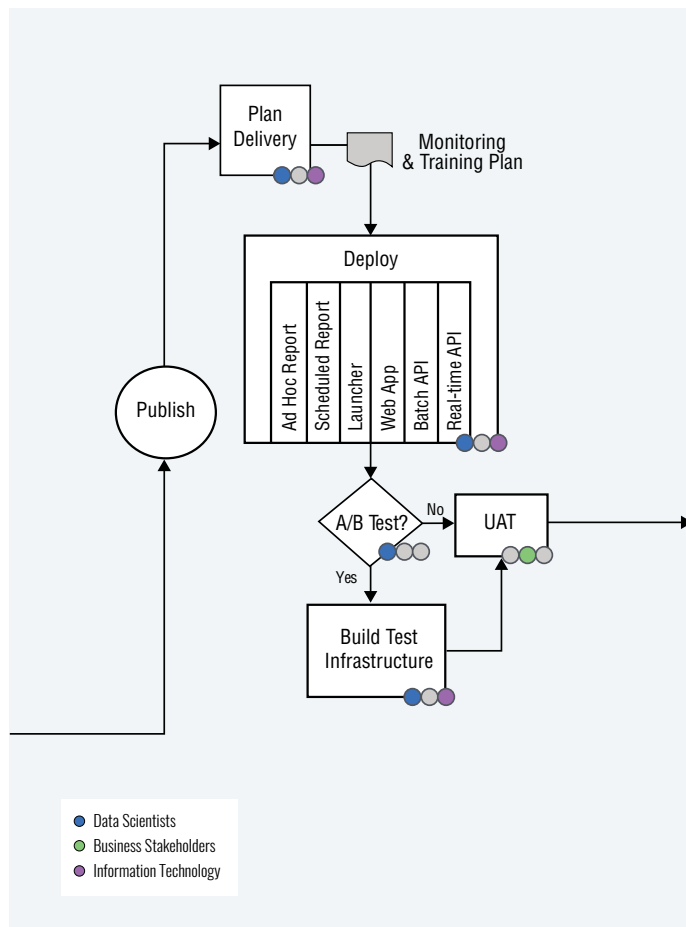 Plan
Delivery
Monitoring
& Training Plan
Deploy
Ad Hoc Report
Scheduled Report
Launcher
Web App
Batch API
Real-time API
Publish
A/B Test?
No
UAT
Yes
Build Test
Infrastructure
Data Scientists
Business Stakeholders
Information Technology